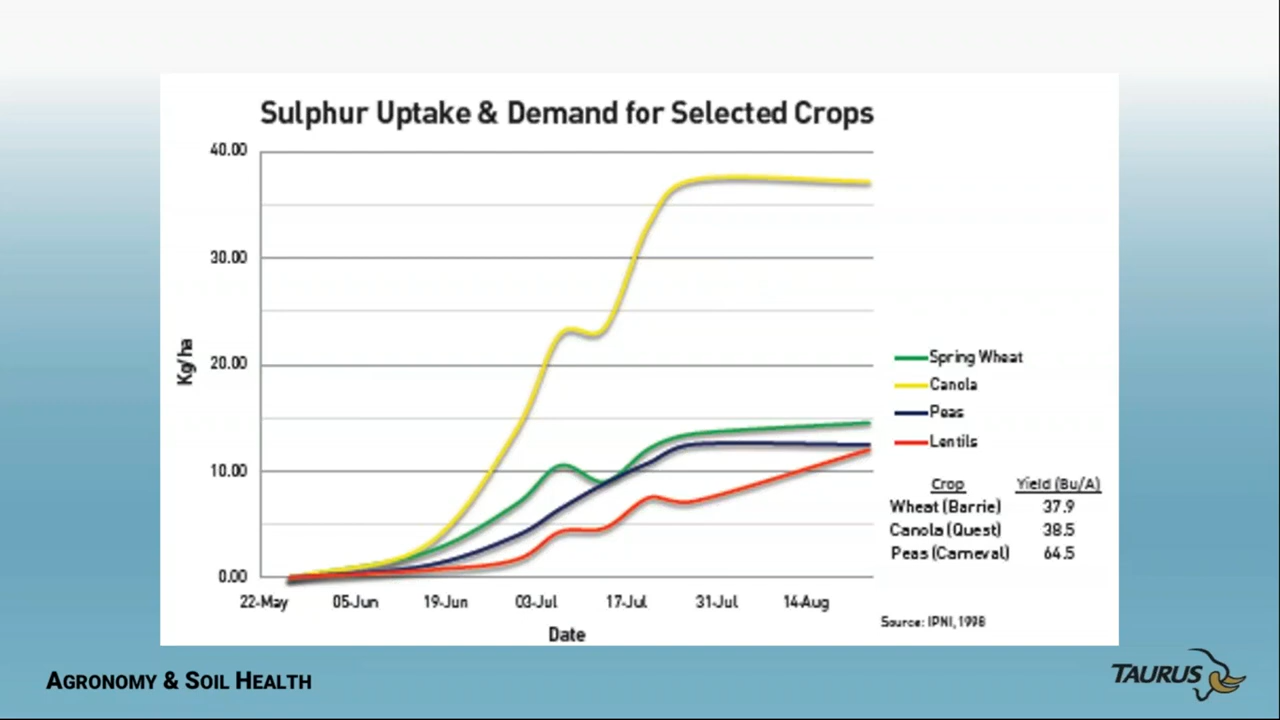 Sulphur Uptake & Demand for Selected Crops
40.00
30.00
20.00
10.00
0.00
Kg/ha
22-May 05-Jun 19-Jun 03-Jul 17-Jul 31-Jul 14-Aug
Date
Spring Wheat
Canola
Peas
Lentils
Crop Yield (Bu/A)
Wheat (Barrie) 37.9
Canola (Quest) 38.5
Peas (Carneval) 64.5
Source: IPNI, 1998
AGRONOMY & SOIL HEALTH
TAURUS